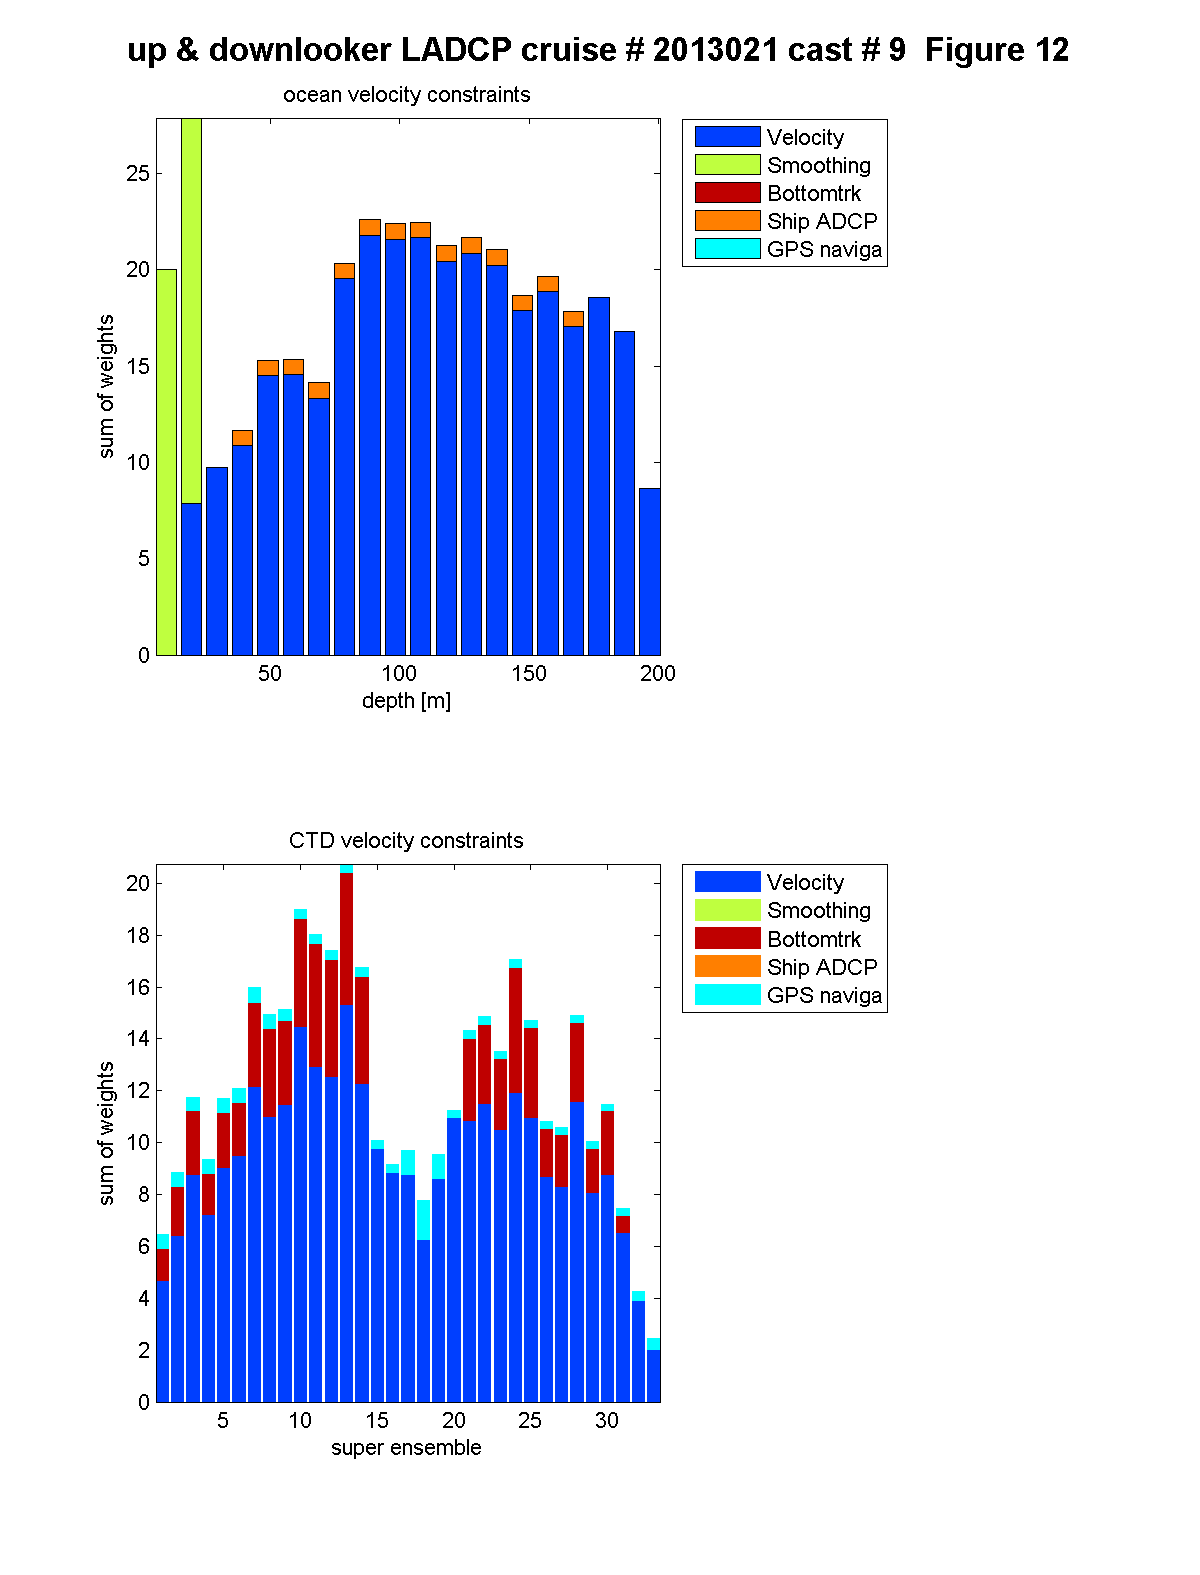 up & downlooker LADCP cruise # 2013021 cast # 9  Figure 12
ocean velocity constraints
25
20
15
10
5
0
sum of weights
50 100 150 200
depth [m]
Velocity
Smoothing
Bottomtrk
Ship ADCP
GPS naviga
CTD velocity constraints
20
18
16
14
12
10
8
6
4
2
0
sum of weights
5 10 15 20 25 30
super ensemble
Velocity
Smoothing
Bottomtrk
Ship ADCP
GPS naviga